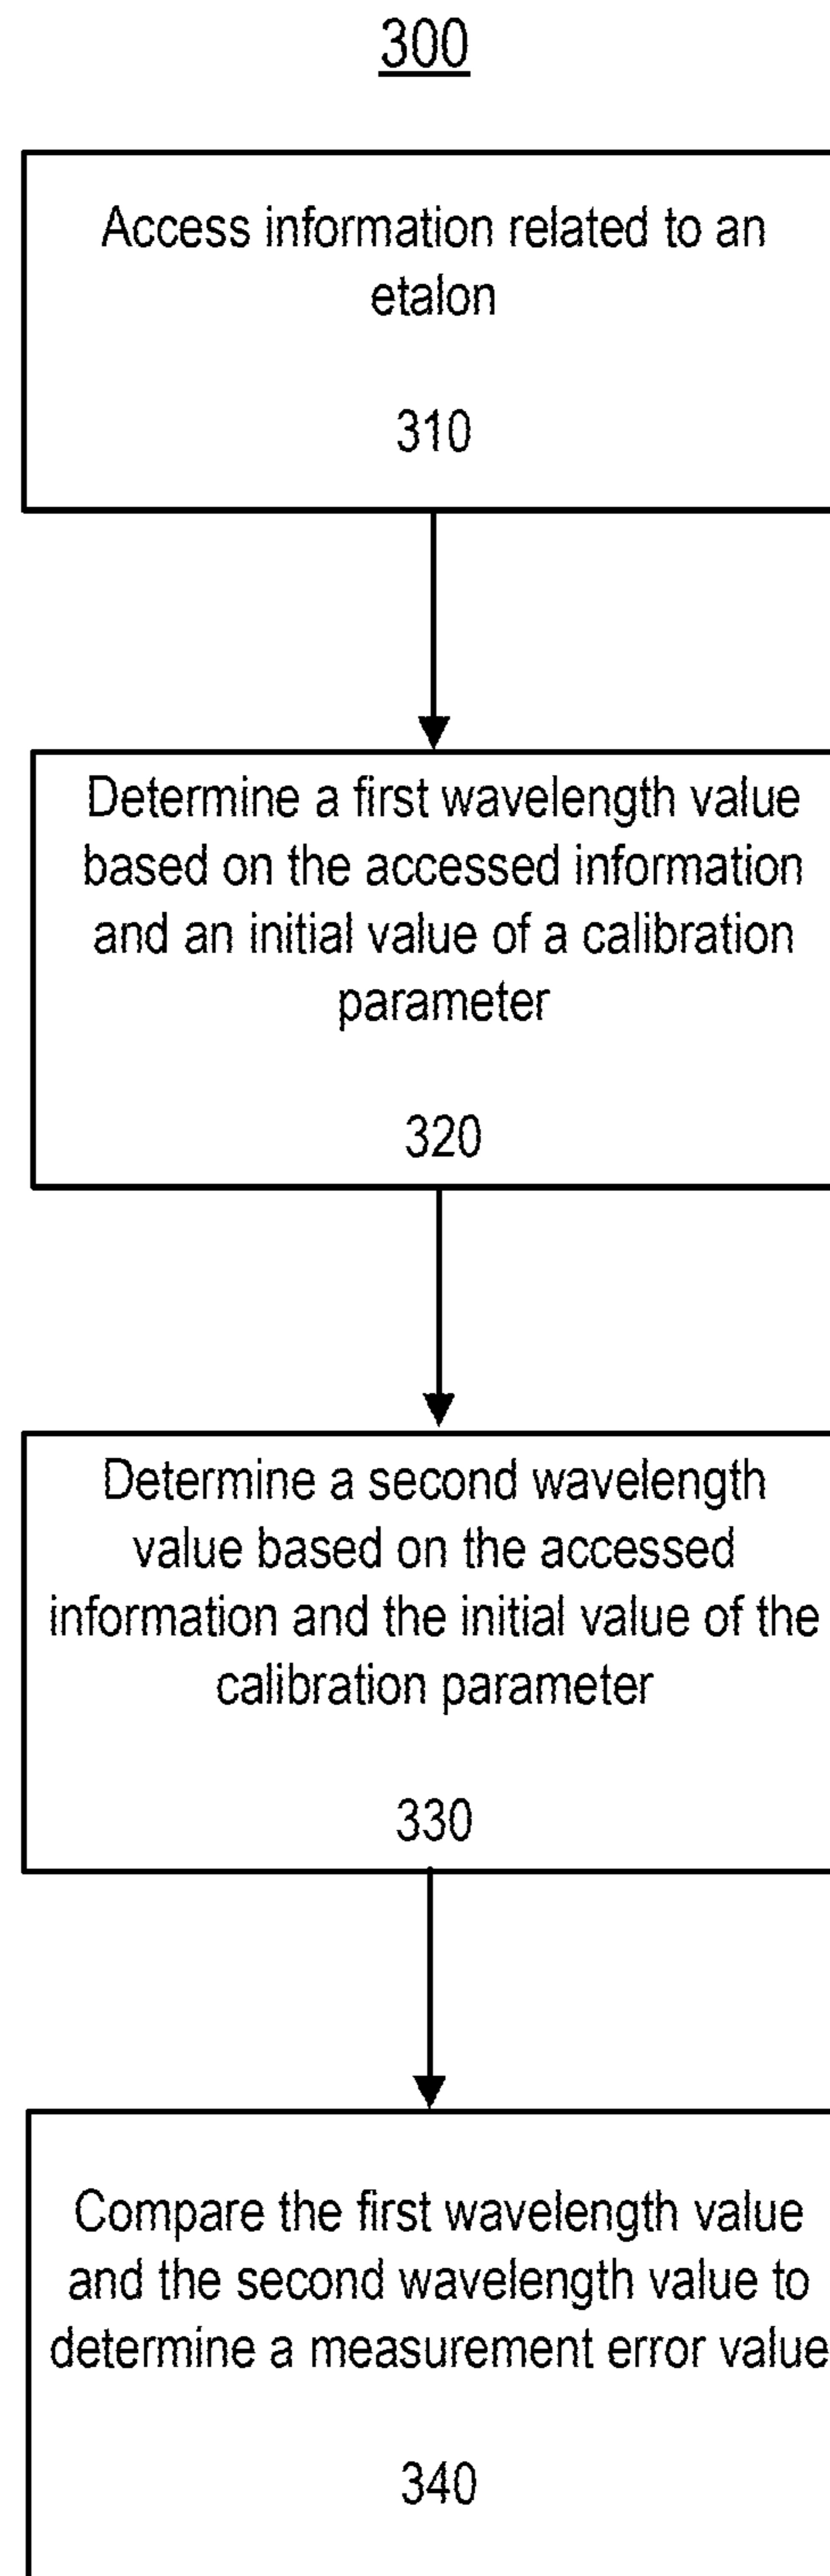 300
Access information related to an
etalon
310
Determine a first wavelength value
based on the accessed information
and an initial value of a calibration
parameter
320
Determine a second wavelength
value based on the accessed
information and the initial value of the
calibration parameter
330
Compare the first wavelength value
and the second wavelength value to
determine a measurement error value
340